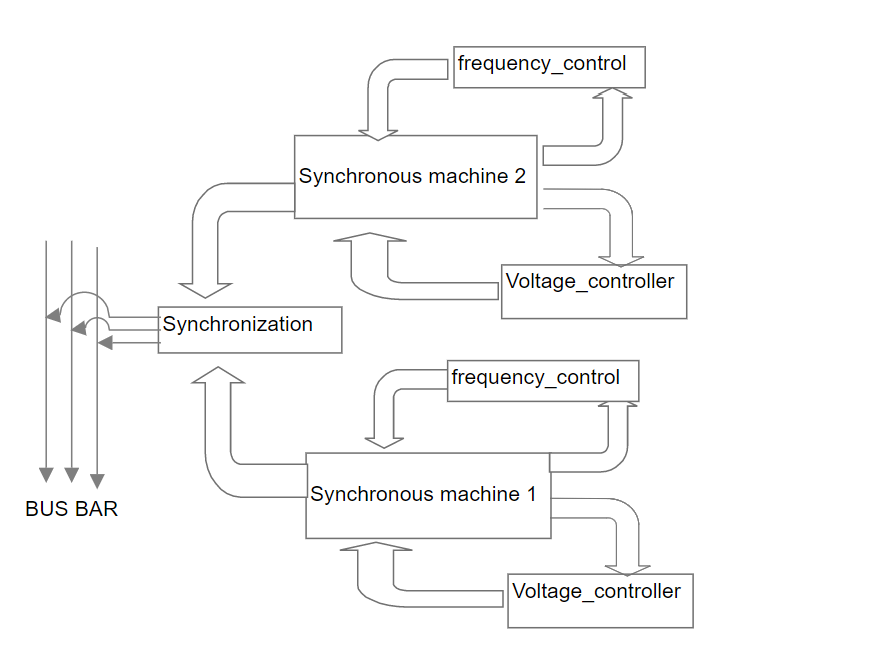 frequency_control
Synchronous machine 2
Voltage_controller
Synchronization
frequency_control
Synchronous machine 1
BUS BAR
Voltage_controller